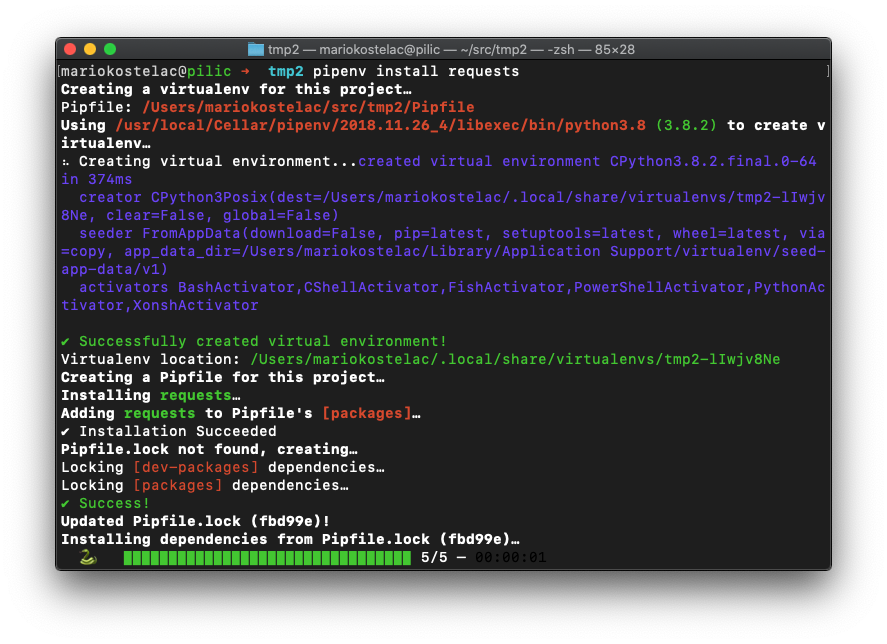 tmp2 — mariokostelac@pilic — ~/src/tmp2 — -zsh — 85×28
[mariokostelac@pilic ➜  tmp2 pipenv install requests ]
Creating a virtualenv for this project…
Pipfile: /Users/mariokostelac/src/tmp2/Pipfile
Using /usr/local/Cellar/pipenv/2018.11.26_4/libexec/bin/python3.8 (3.8.2) to create v
irtualenv…
⠦ Creating virtual environment...created virtual environment CPython3.8.2.final.0-64
in 374ms
  creator CPython3Posix(dest=/Users/mariokostelac/.local/share/virtualenvs/tmp2-lIwjv
8Ne, clear=False, global=False)
  seeder FromAppData(download=False, pip=latest, setuptools=latest, wheel=latest, via
=copy, app_data_dir=/Users/mariokostelac/Library/Application Support/virtualenv/seed-
app-data/v1)
  activators BashActivator,CShellActivator,FishActivator,PowerShellActivator,PythonAc
tivator,XonshActivator
✔ Successfully created virtual environment!
Virtualenv location: /Users/mariokostelac/.local/share/virtualenvs/tmp2-lIwjv8Ne
Creating a Pipfile for this project…
Installing requests…
Adding requests to Pipfile's [packages]…
✔ Installation Succeeded
Pipfile.lock not found, creating…
Locking [dev-packages] dependencies…
Locking [packages] dependencies…
✔ Success!
Updated Pipfile.lock (fbd99e)!
Installing dependencies from Pipfile.lock (fbd99e)…
🐍 ▉▉▉▉▉▉▉▉▉▉▉▉▉▉▉▉▉▉▉▉▉▉▉▉▉▉▉▉▉▉▉▉ 5/5 — 00:00:01